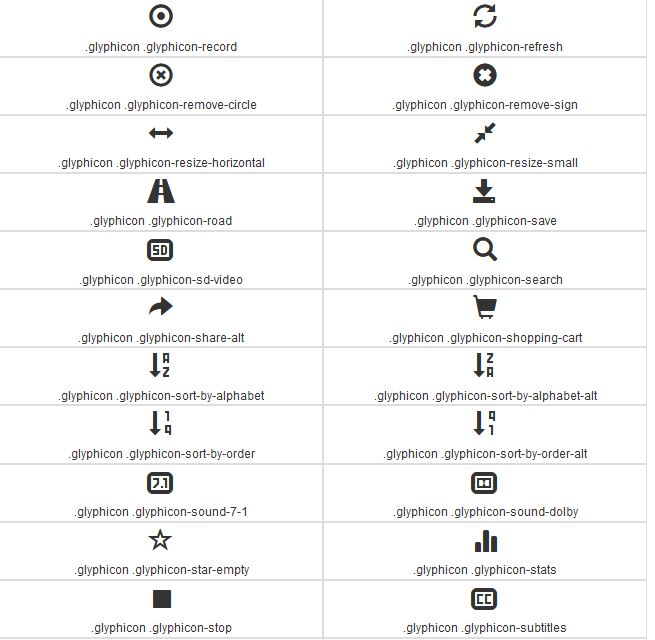 .glyphicon .glyphicon-record
.glyphicon .glyphicon-refresh
.glyphicon .glyphicon-remove-circle
.glyphicon .glyphicon-remove-sign
.glyphicon .glyphicon-resize-horizontal
.glyphicon .glyphicon-resize-small
.glyphicon .glyphicon-road
.glyphicon .glyphicon-save
SD
.glyphicon .glyphicon-sd-video
.glyphicon .glyphicon-search
.glyphicon .glyphicon-share-alt
.glyphicon .glyphicon-shopping-cart
A
Z
.glyphicon .glyphicon-sort-by-alphabet
Z
A
.glyphicon .glyphicon-sort-by-alphabet-alt
1
9
.glyphicon .glyphicon-sort-by-order
9
1
.glyphicon .glyphicon-sort-by-order-alt
7.1
.glyphicon .glyphicon-sound-7-1
.glyphicon .glyphicon-sound-dolby
.glyphicon .glyphicon-star-empty
.glyphicon .glyphicon-stats
.glyphicon .glyphicon-stop
CC
.glyphicon .glyphicon-subtitles